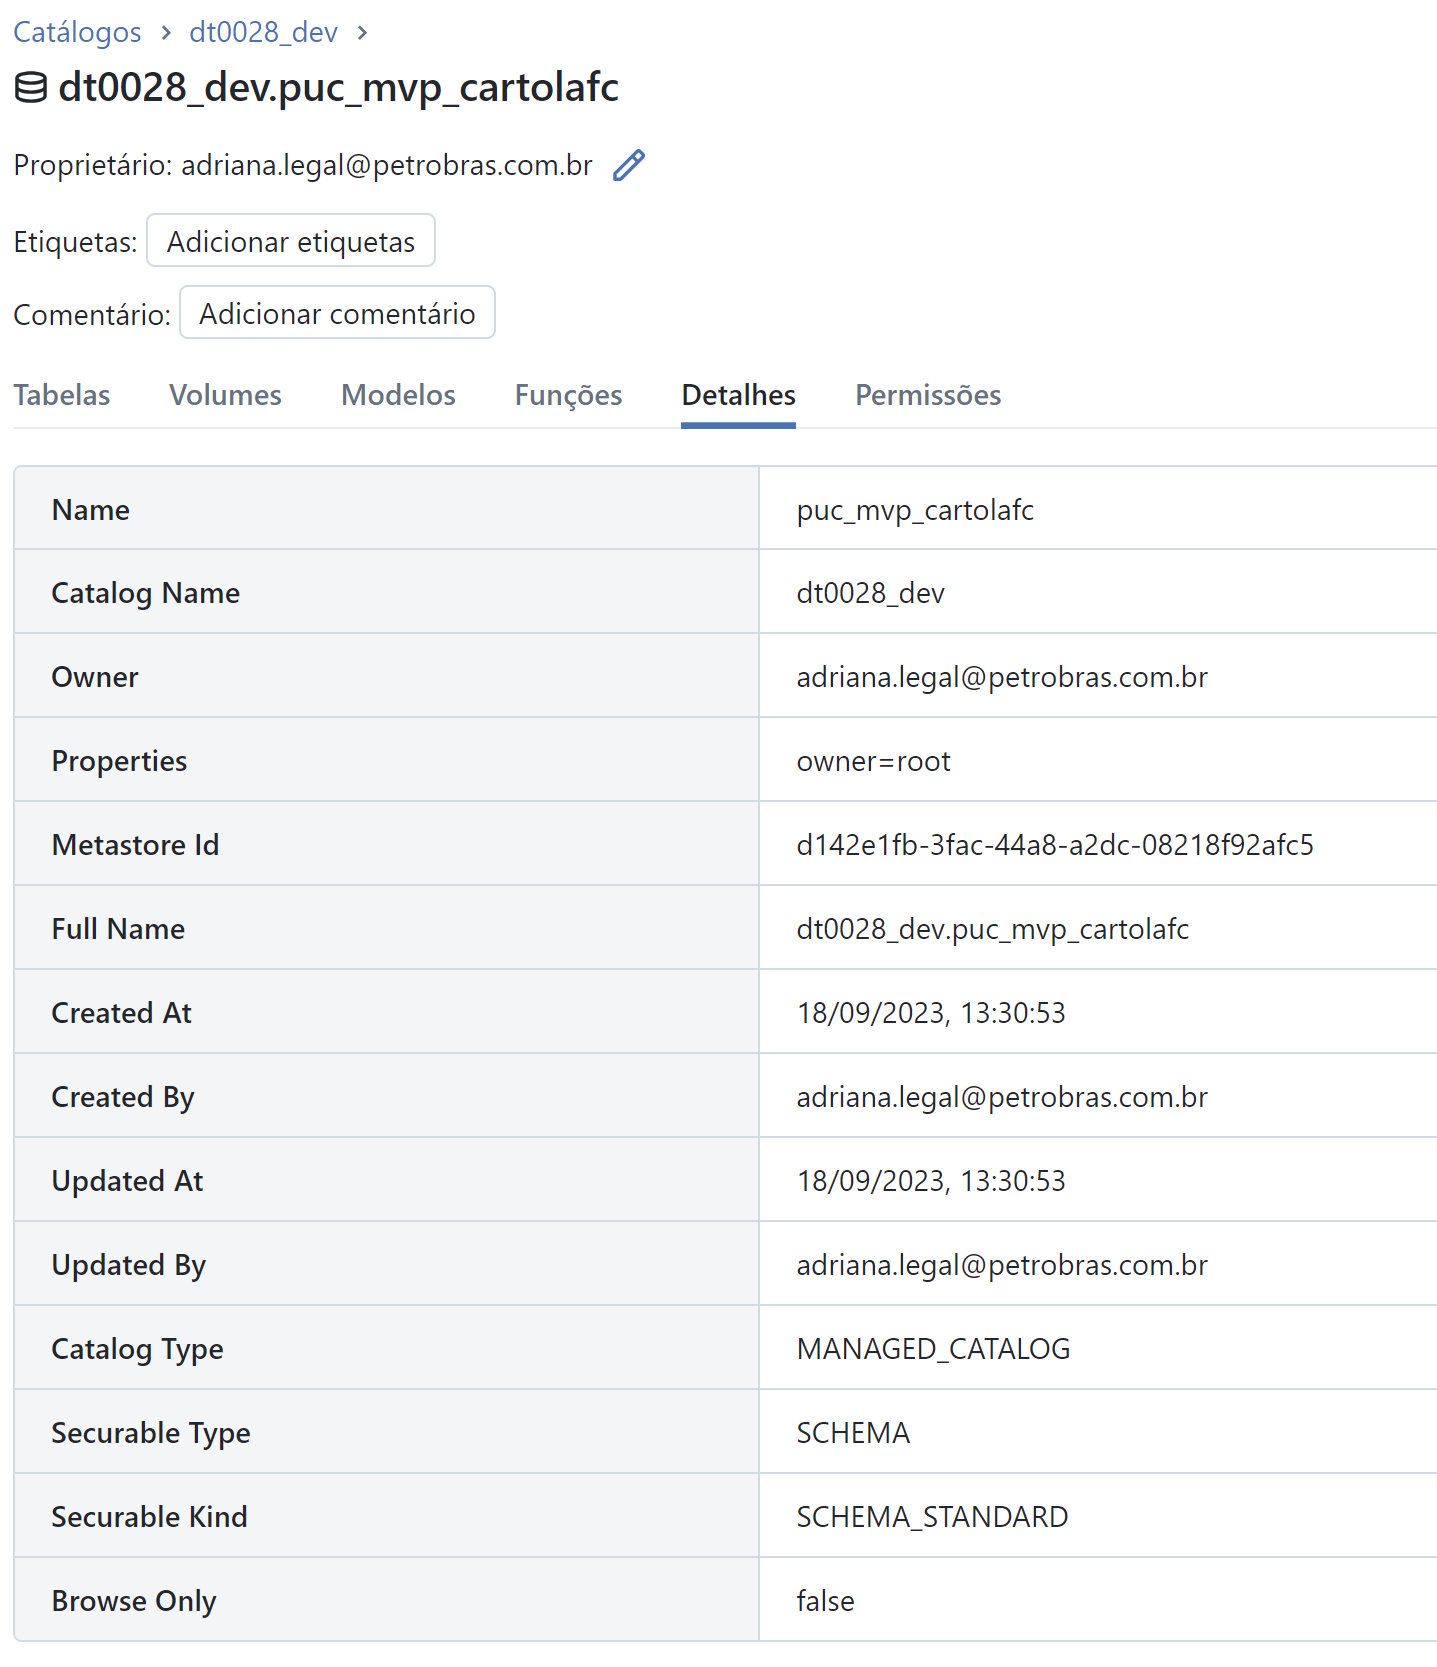 Catálogos > dt0028_dev >
dt0028_dev.puc_mvp_cartolafc
Proprietário: adriana.legal@petrobras.com.br
Etiquetas: Adicionar etiquetas
Comentário: Adicionar comentário
Tabelas Volumes Modelos Funções Detalhes Permissões
Name puc_mvp_cartolafc
Catalog Name dt0028_dev
Owner adriana.legal@petrobras.com.br
Properties owner=root
Metastore Id d142e1fb-3fac-44a8-a2dc-08218f92afc5
Full Name dt0028_dev.puc_mvp_cartolafc
Created At 18/09/2023, 13:30:53
Created By adriana.legal@petrobras.com.br
Updated At 18/09/2023, 13:30:53
Updated By adriana.legal@petrobras.com.br
Catalog Type MANAGED_CATALOG
Securable Type SCHEMA
Securable Kind SCHEMA_STANDARD
Browse Only false